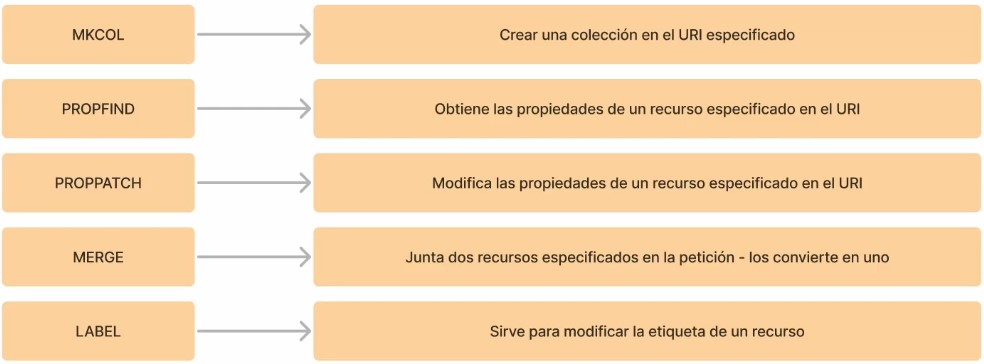 MKCOL
Crear una colección en el URI especificado
PROPFIND
Obtiene las propiedades de un recurso especificado en el URI
PROPPATCH
Modifica las propiedades de un recurso especificado en el URI
MERGE
Junta dos recursos especificados en la petición - los convierte en uno
LABEL
Sirve para modificar la etiqueta de un recurso